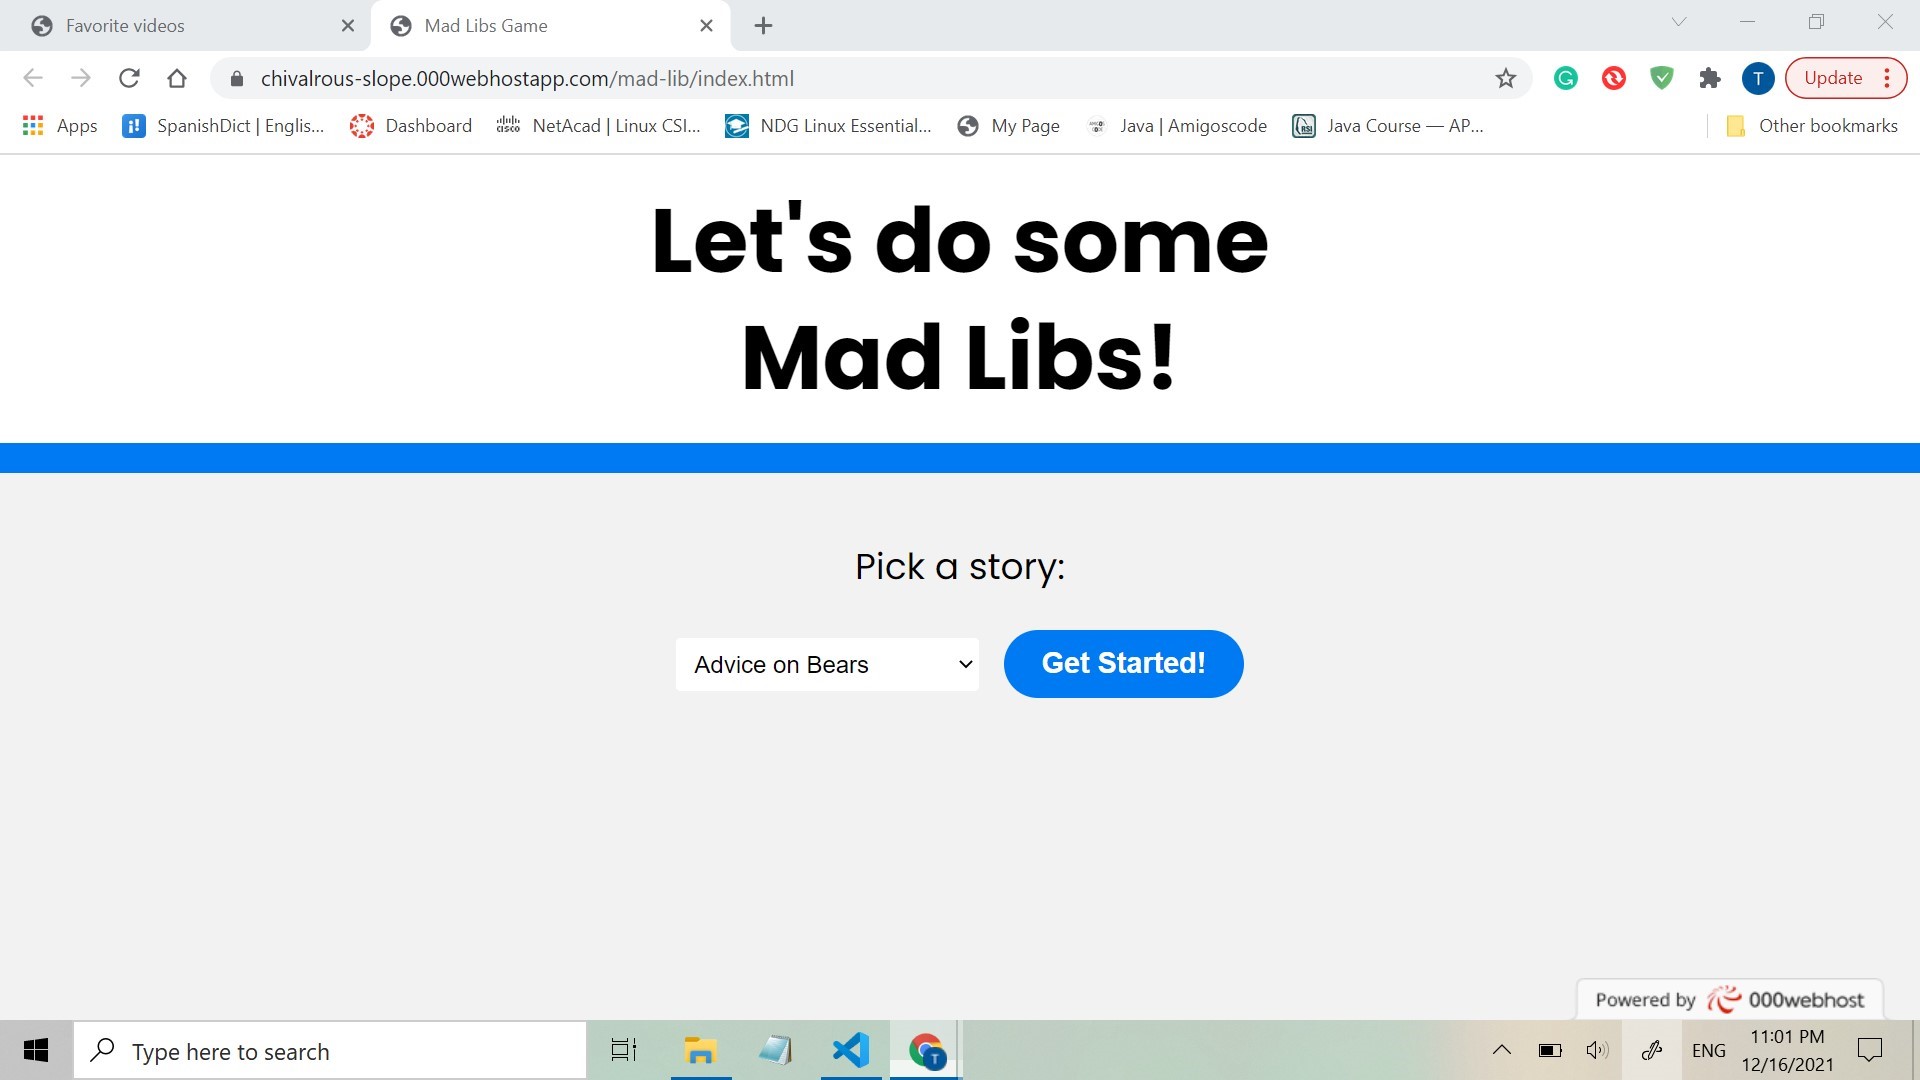 Favorite videos
Mad Libs Game
chivalrous-slope.000webhostapp.com/mad-lib/index.html
T
Update
Apps
SpanishDict | Englis...
Dashboard
NetAcad | Linux CSI...
NDG Linux Essential...
My Page
Java | Amigoscode
Java Course — AP...
Other bookmarks
Let's do some
Mad Libs!
Pick a story:
Advice on Bears
Get Started!
Powered by 000webhost
Type here to search
T
ENG
11:01 PM
12/16/2021